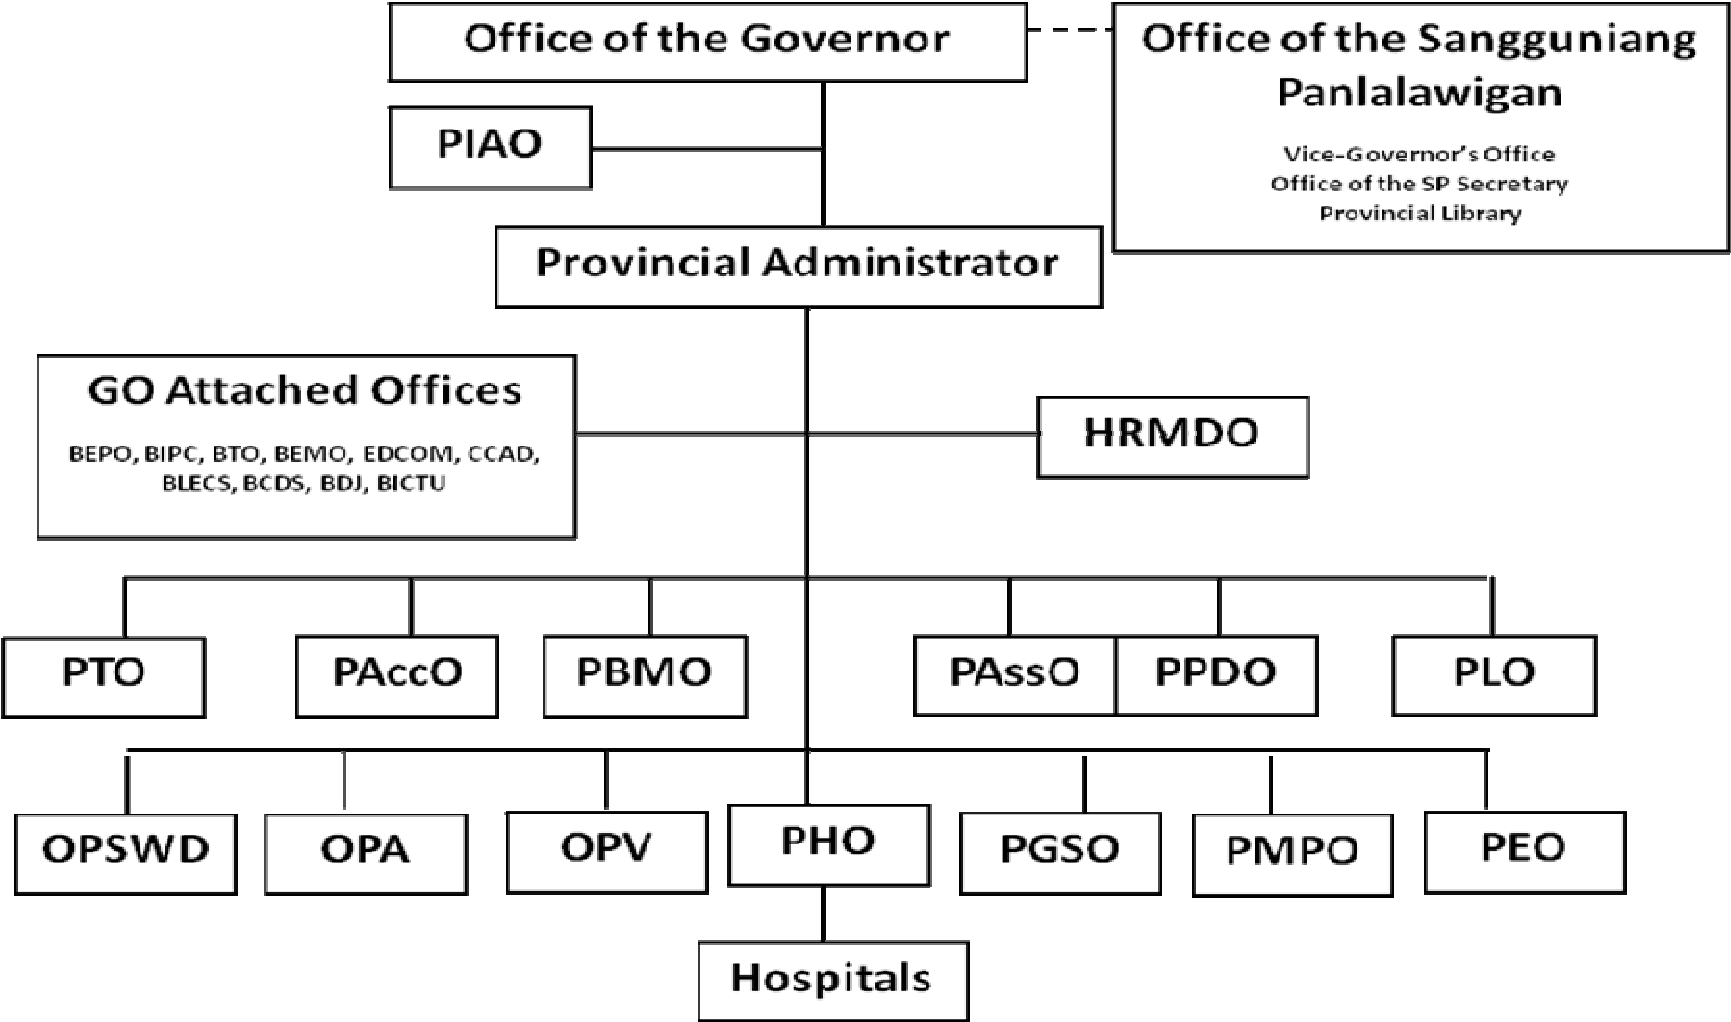 Office of the Governor
Office of the Sangguniang
Panlalawigan
Vice-Governor's Office
Office of the SP Secretary
Provincial Library
PIAO
Provincial Administrator
GO Attached Offices
BEPO, BIPC, BTO, BEMO, EDCOM, CCAD,
BLECS, BCDS, BDJ, BICTU
HRMDO
PTO
PAccO
PBMO
PAssO
PPDO
PLO
OPSWD
OPA
OPV
PHO
PGSO
PMPO
PEO
Hospitals